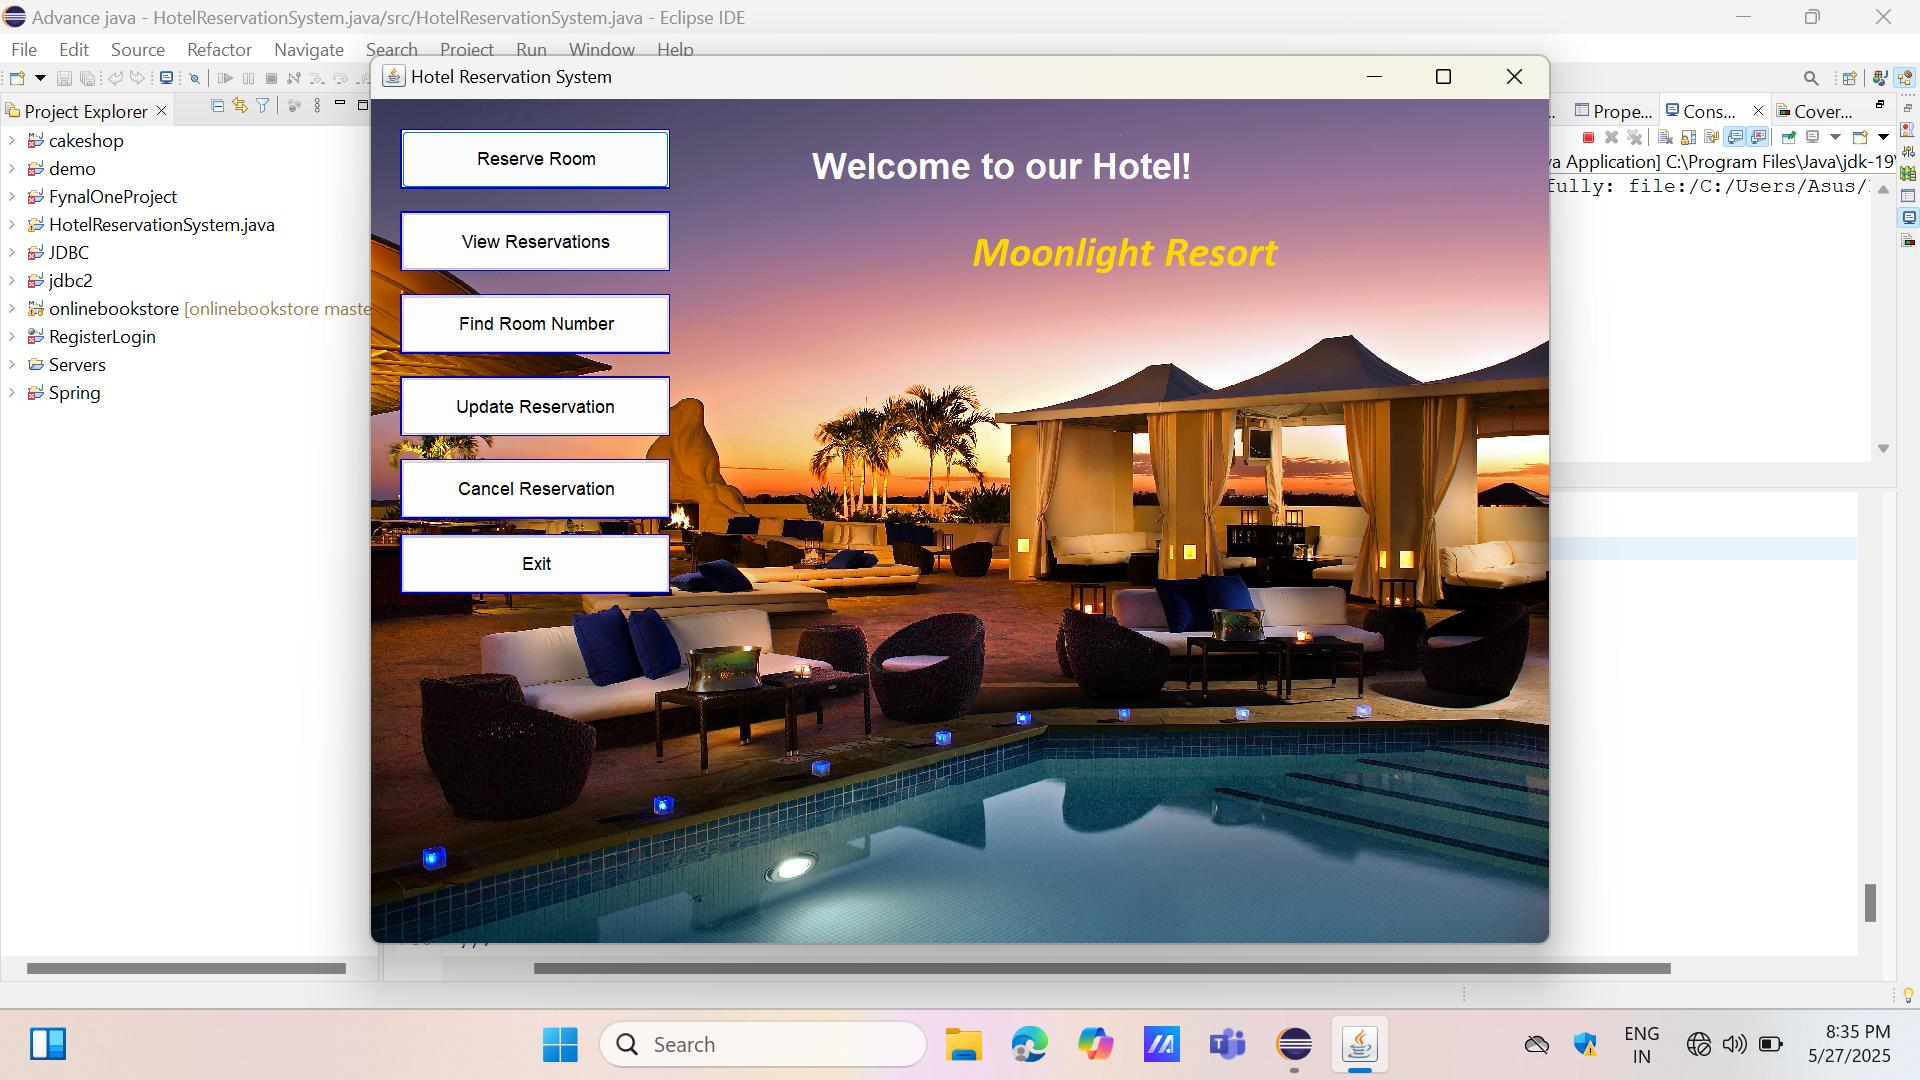 Advance java - HotelReservationSystem.java/src/HotelReservationSystem.java - Eclipse IDE
File Edit Source Refactor Navigate Search Project Run Window Help
Hotel Reservation System
Project Explorer
Prope... Cons... Cover...
cakeshop
demo
FynalOneProject
HotelReservationSystem.java
JDBC
jdbc2
onlinebookstore [onlinebookstore maste
RegisterLogin
Servers
Spring
Reserve Room
View Reservations
Find Room Number
Update Reservation
Cancel Reservation
Exit
Welcome to our Hotel!
Moonlight Resort
va Application] C:\Program Files\Java\jdk-19\
fully: file:/C:/Users/Asus/
Search
ENG
IN
8:35 PM
5/27/2025